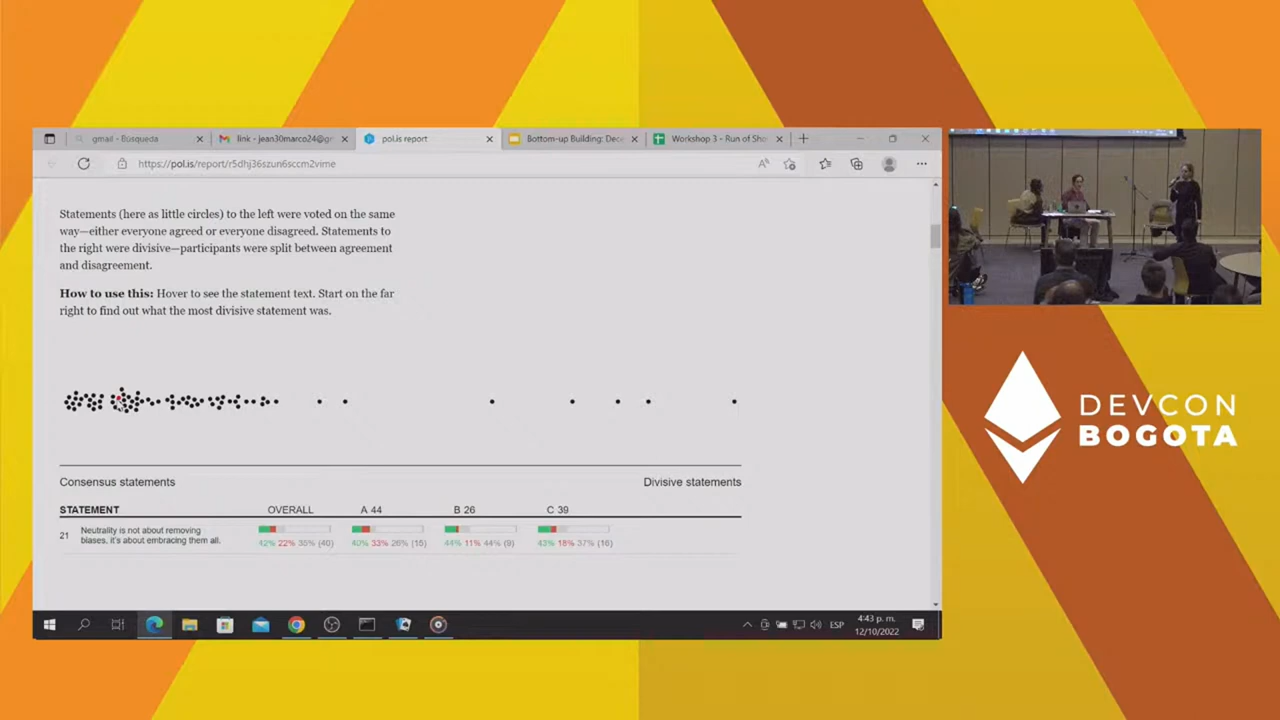 gmail - Búsqueda
link - jean30marco24@gm
pol.is report
Bottom-up Building: Dece
Workshop 3 - Run of Sho
https://pol.is/report/r5dhj36szun6sccm2vime
Statements (here as little circles) to the left were voted on the same
way—either everyone agreed or everyone disagreed. Statements to
the right were divisive—participants were split between agreement
and disagreement.
How to use this: Hover to see the statement text. Start on the far
right to find out what the most divisive statement was.
Consensus statements
Divisive statements
STATEMENT OVERALL A 44 B 26 C 39
21 Neutrality is not about removing
biases, it's about embracing them all.
42% 22% 35% (40) 40% 33% 26% (15) 44% 11% 44% (9) 43% 18% 37% (16)
ESP
4:43 p. m.
12/10/2022
DEVCON
BOGOTA